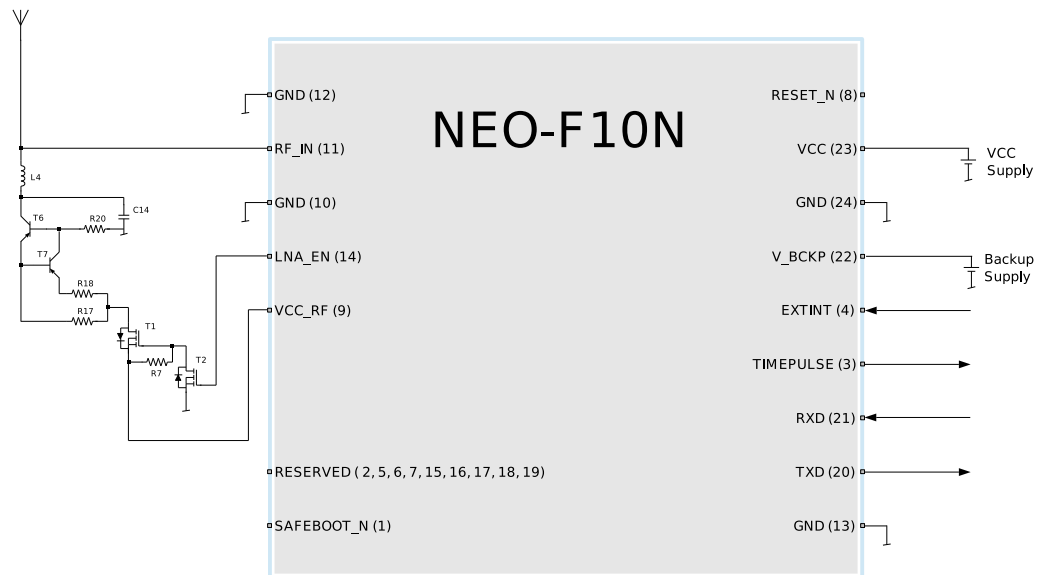 NEO-F10N
GND (12)
RF_IN (11)
GND (10)
LNA_EN (14)
VCC_RF (9)
RESERVED ( 2, 5, 6, 7, 15, 16, 17, 18, 19)
SAFEBOOT_N (1)
RESET_N (8)
VCC (23)
GND (24)
V_BCKP (22)
EXTINT (4)
TIMEPULSE (3)
RXD (21)
TXD (20)
GND (13)
VCC
Supply
Backup
Supply
L4
C14
T6
R20
T7
R18
R17
T1
R7
T2